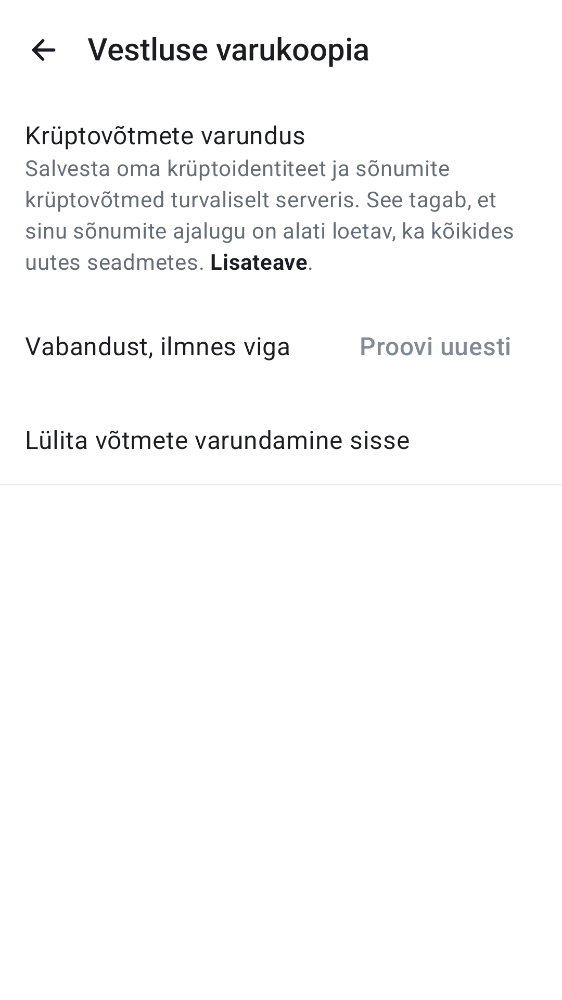 Vestluse varukoopia
Krüptovõtmete varundus
Salvesta oma krüptoidentiteet ja sõnumite
krüptovõtmed turvaliselt serveris. See tagab, et
sinu sõnumite ajalugu on alati loetav, ka kõikides
uutes seadmetes. Lisateave.
Vabandust, ilmnes viga Proovi uuesti
Lülita võtmete varundamine sisse